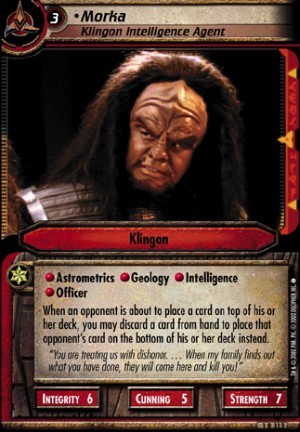 3 •Morka
Klingon Intelligence Agent
Klingon
Astrometrics Geology Intelligence
Officer
When an opponent is about to place a card on top of his or
her deck, you may discard a card from hand to place that
opponent's card on the bottom of his or her deck instead.
"You are treating us with dishonor. … When my family finds out
what you have done, they will come here and kill you!"
INTEGRITY 6 CUNNING 5 STRENGTH 7